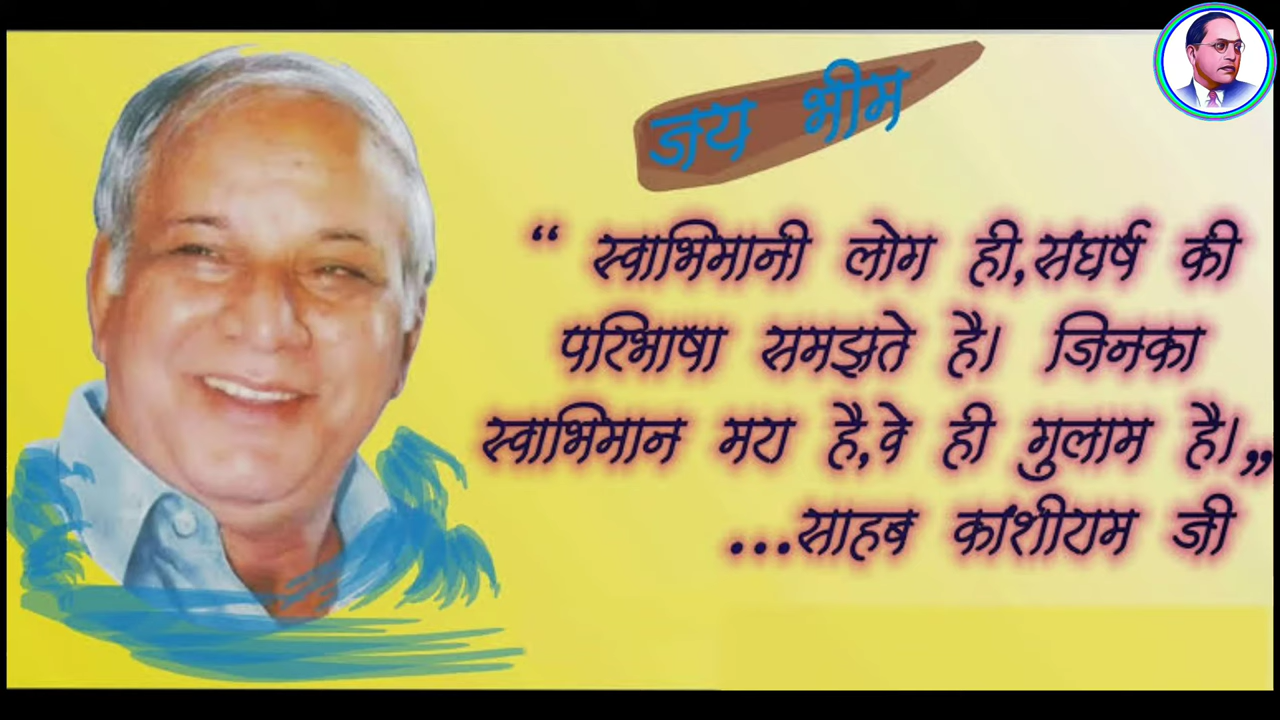 जय भीम
“ स्वाभिमानी लोग ही,संघर्ष की
परिभाषा समझते है। जिनका
स्वाभिमान मरा है,वे ही गुलाम है।„
...साहब कांशीराम जी